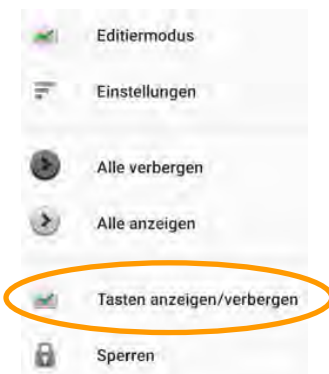 Editiermodus
Einstellungen
Alle verbergen
Alle anzeigen
Tasten anzeigen/verbergen
Sperren